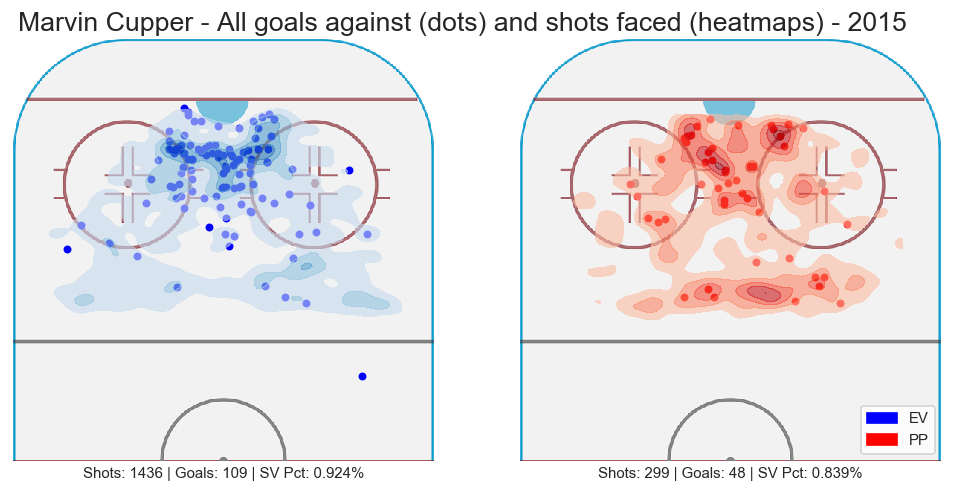 Marvin Cupper - All goals against (dots) and shots faced (heatmaps) - 2015
EV
PP
Shots: 1436 | Goals: 109 | SV Pct: 0.924%
Shots: 299 | Goals: 48 | SV Pct: 0.839%